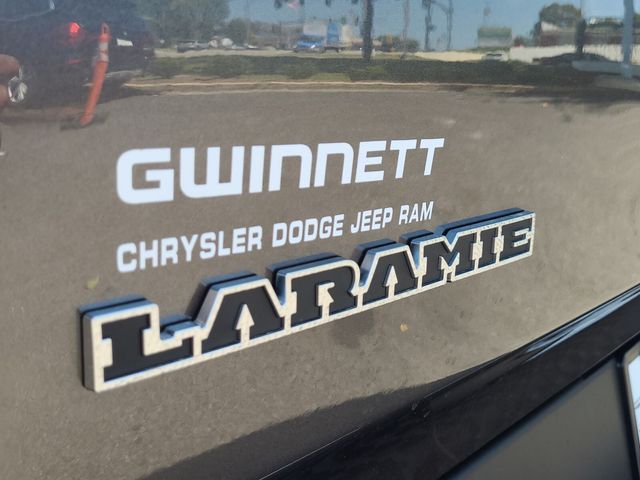 GWINNETT
CHRYSLER DODGE JEEP RAM
LARAMIE